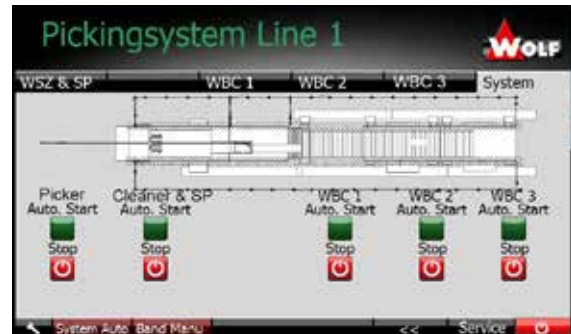 Pickingsystem Line 1
WOLF
WSZ & SP WBC 1 WBC 2 WBC 3 System
Picker Cleaner & SP WBC 1 WBC 2 WBC 3
Auto. Start Auto. Start Auto. Start Auto. Start Auto. Start
Stop Stop Stop Stop Stop
System Auto Band Manu << Service